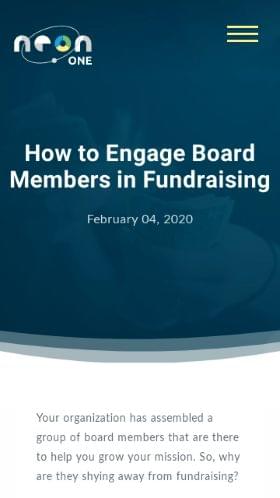 neon
ONE
How to Engage Board
Members in Fundraising
February 04, 2020
Your organization has assembled a
group of board members that are there
to help you grow your mission. So, why
are they shying away from fundraising?